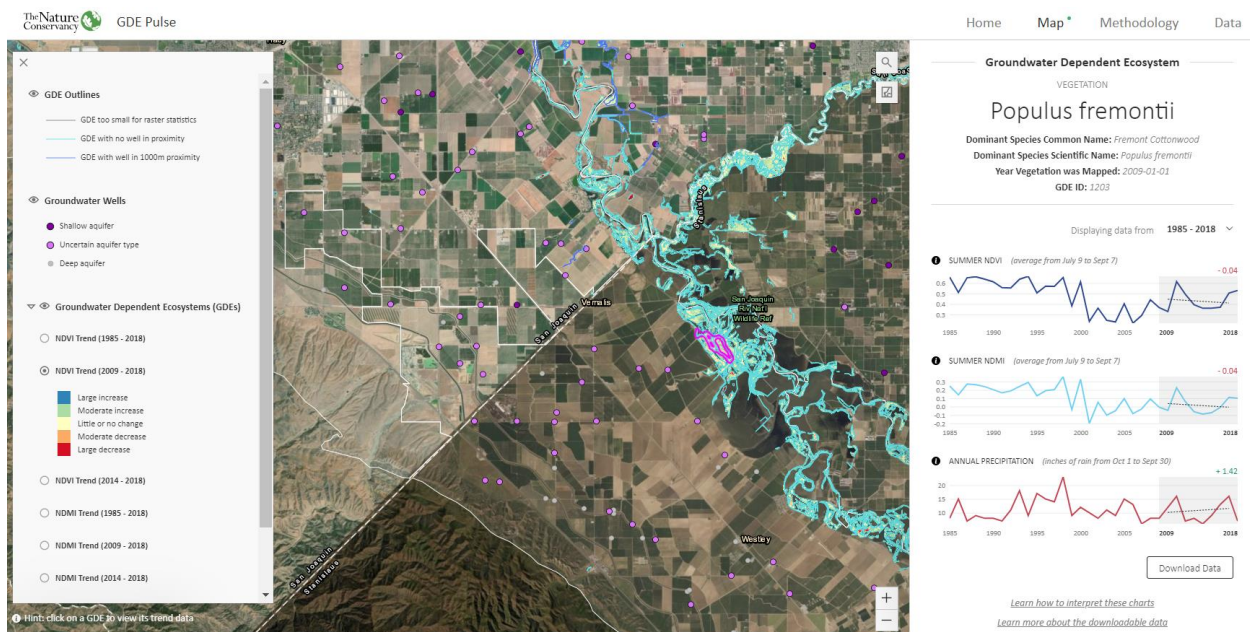 The Nature
Conservancy
GDE Pulse
Home Map Methodology Data
GDE Outlines
GDE too small for raster statistics
GDE with no well in proximity
GDE with well in 1000m proximity
Groundwater Wells
Shallow aquifer
Uncertain aquifer type
Deep aquifer
Groundwater Dependent Ecosystems (GDEs)
NDVI Trend (1985 - 2018)
NDVI Trend (2009 - 2018)
Large increase
Moderate increase
Little or no change
Moderate decrease
Large decrease
NDVI Trend (2014 - 2018)
NDMI Trend (1985 - 2018)
NDMI Trend (2009 - 2018)
NDMI Trend (2014 - 2018)
Hint: click on a GDE to view its trend data
Stanislaus
Vernalis
San Joaquin
San Joaquin
Riv Natl
Wildlife Ref
Westley
San Joaquin
Stanislaus
+
−
Groundwater Dependent Ecosystem
VEGETATION
Populus fremontii
Dominant Species Common Name: Fremont Cottonwood
Dominant Species Scientific Name: Populus fremontii
Year Vegetation was Mapped: 2009-01-01
GDE ID: 1203
Displaying data from 1985 - 2018
SUMMER NDVI (average from July 9 to Sept 7)
- 0.04
0.6
0.5
0.4
0.3
1985 1990 1995 2000 2005 2009 2018
SUMMER NDMI (average from July 9 to Sept 7)
- 0.04
0.3
0.2
0.1
0.0
-0.1
-0.2
1985 1990 1995 2000 2005 2009 2018
ANNUAL PRECIPITATION (inches of rain from Oct 1 to Sept 30)
+ 1.42
20
15
10
1985 1990 1995 2000 2005 2009 2018
Download Data
Learn how to interpret these charts
Learn more about the downloadable data